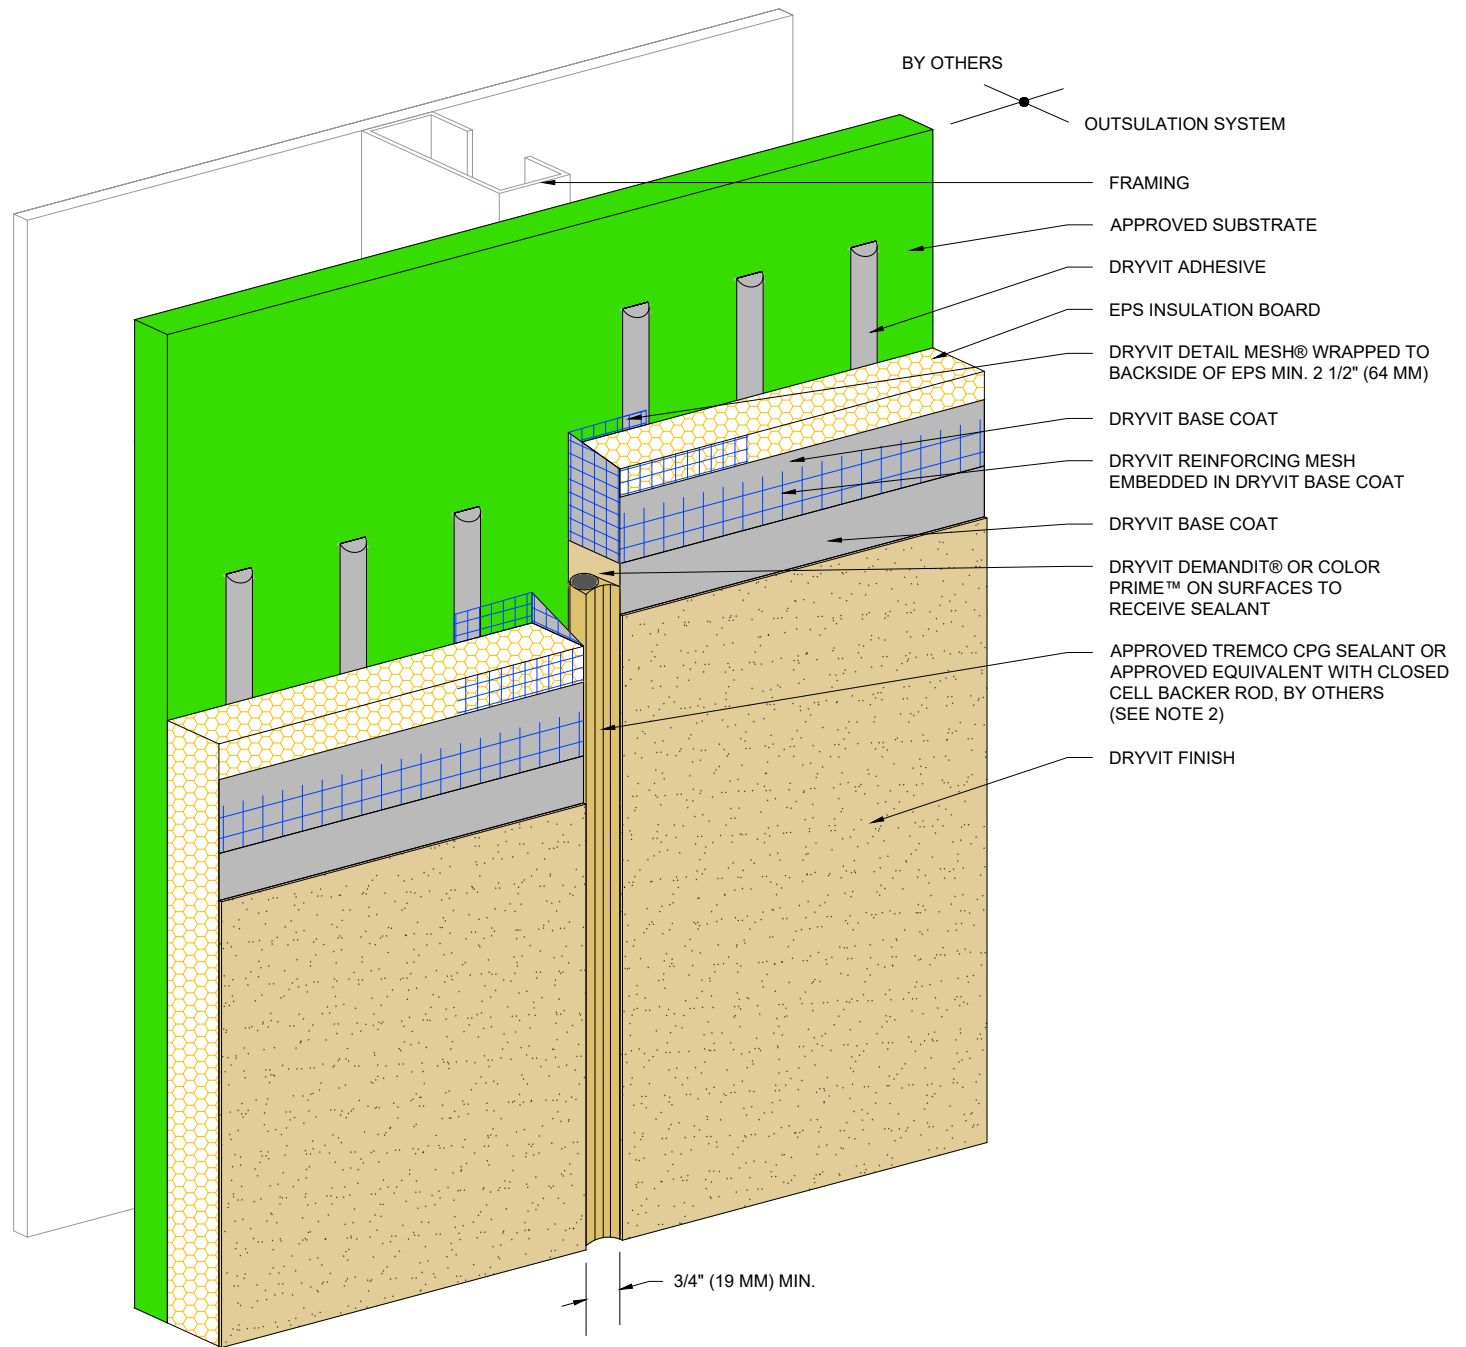 BY OTHERS
OUTSULATION SYSTEM
FRAMING
APPROVED SUBSTRATE
DRYVIT ADHESIVE
EPS INSULATION BOARD
DRYVIT DETAIL MESH® WRAPPED TO
BACKSIDE OF EPS MIN. 2 1/2" (64 MM)
DRYVIT BASE COAT
DRYVIT REINFORCING MESH
EMBEDDED IN DRYVIT BASE COAT
DRYVIT BASE COAT
DRYVIT DEMANDIT® OR COLOR
PRIME™ ON SURFACES TO
RECEIVE SEALANT
APPROVED TREMCO CPG SEALANT OR
APPROVED EQUIVALENT WITH CLOSED
CELL BACKER ROD, BY OTHERS
(SEE NOTE 2)
DRYVIT FINISH
3/4" (19 MM) MIN.